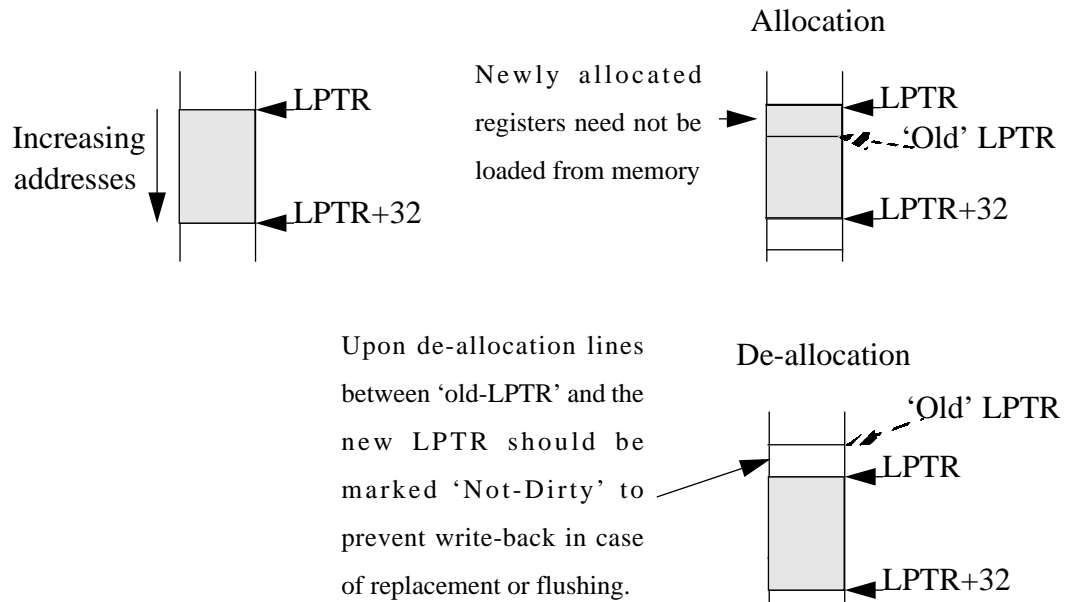 Allocation
LPTR
LPTR+32
Increasing
addresses
Newly allocated
registers need not be
loaded from memory
LPTR
‘Old’ LPTR
LPTR+32
Upon de-allocation lines
between ‘old-LPTR’ and the
new LPTR should be
marked ‘Not-Dirty’ to
prevent write-back in case
of replacement or flushing.
De-allocation
‘Old’ LPTR
LPTR
LPTR+32